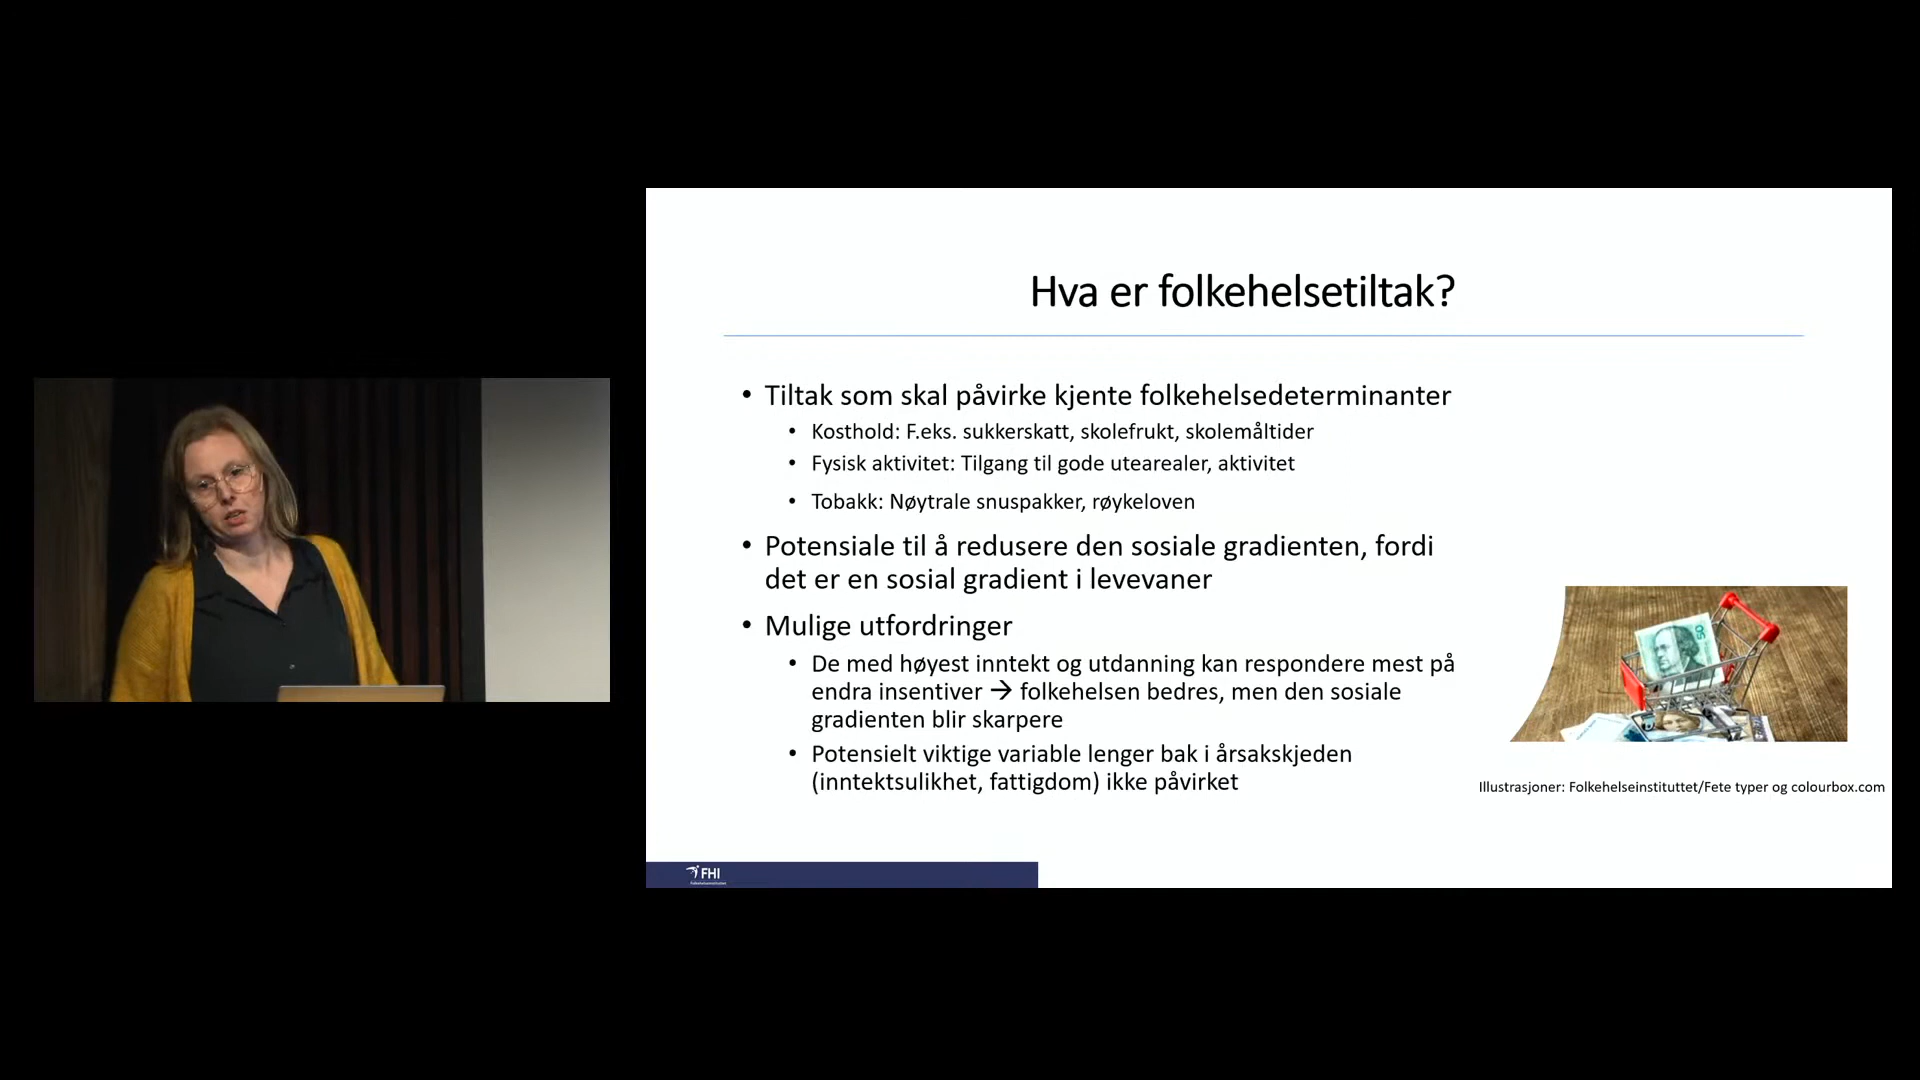 Hva er folkehelsetiltak?
• Tiltak som skal påvirke kjente folkehelsedeterminanter
• Kosthold: F.eks. sukkerskatt, skolefrukt, skolemåltider
• Fysisk aktivitet: Tilgang til gode utearealer, aktivitet
• Tobakk: Nøytrale snuspakker, røykeloven
• Potensiale til å redusere den sosiale gradienten, fordi
det er en sosial gradient i levevaner
• Mulige utfordringer
• De med høyest inntekt og utdanning kan respondere mest på
endra insentiver → folkehelsen bedres, men den sosiale
gradienten blir skarpere
• Potensielt viktige variable lenger bak i årsakskjeden
(inntektsulikhet, fattigdom) ikke påvirket
50
Illustrasjoner: Folkehelseinstituttet/Fete typer og colourbox.com
FHI
Folkehelseinstituttet